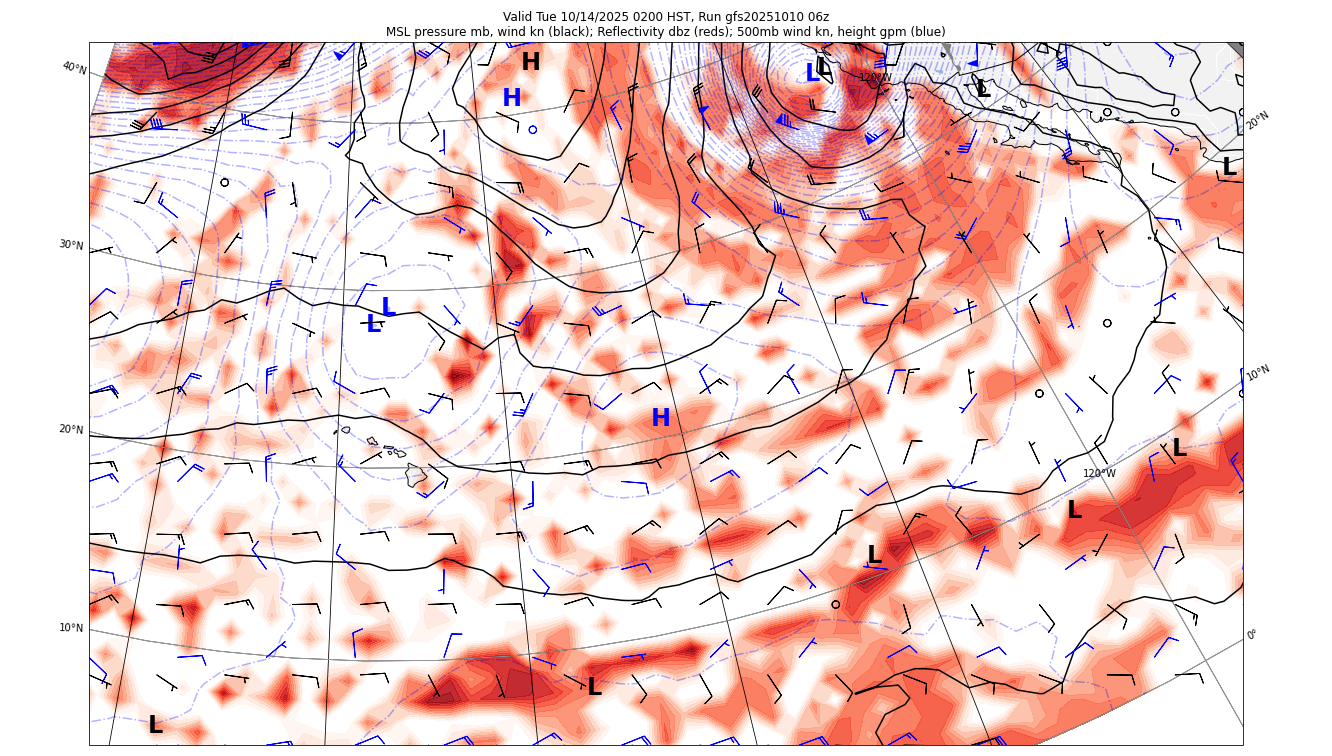 Valid Tue 10/14/2025 0200 HST, Run gfs20251010 06z
MSL pressure mb, wind kn (black); Reflectivity dbz (reds); 500mb wind kn, height gpm (blue)
H
L
L
40°N
120°W
L
H
20°N
L
30°N
L
L
10°N
H
20°N
L
120°W
L
L
10°N
0°
L
L